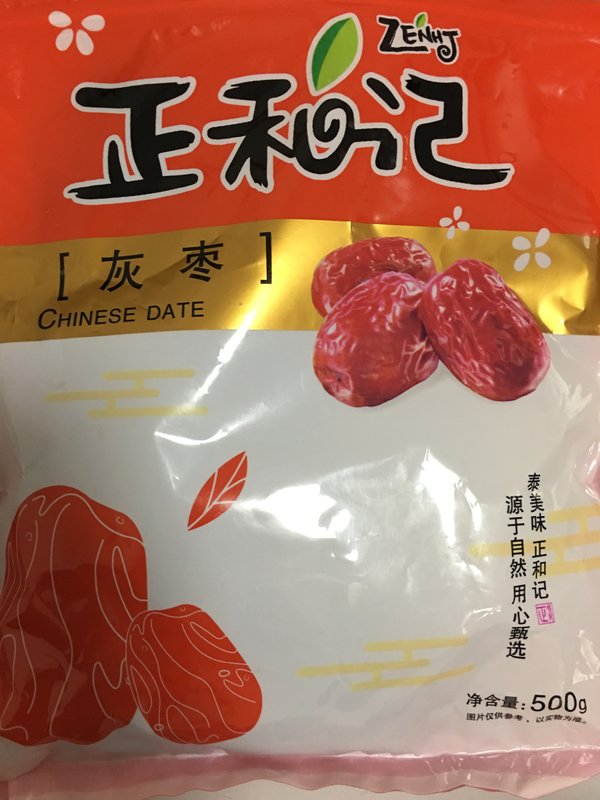 ZENHJ
正和记
[灰枣]
CHINESE DATE
泰美味 正和记
源于自然 用心甄选
净含量:500g
图片仅供参考，以实物为准。